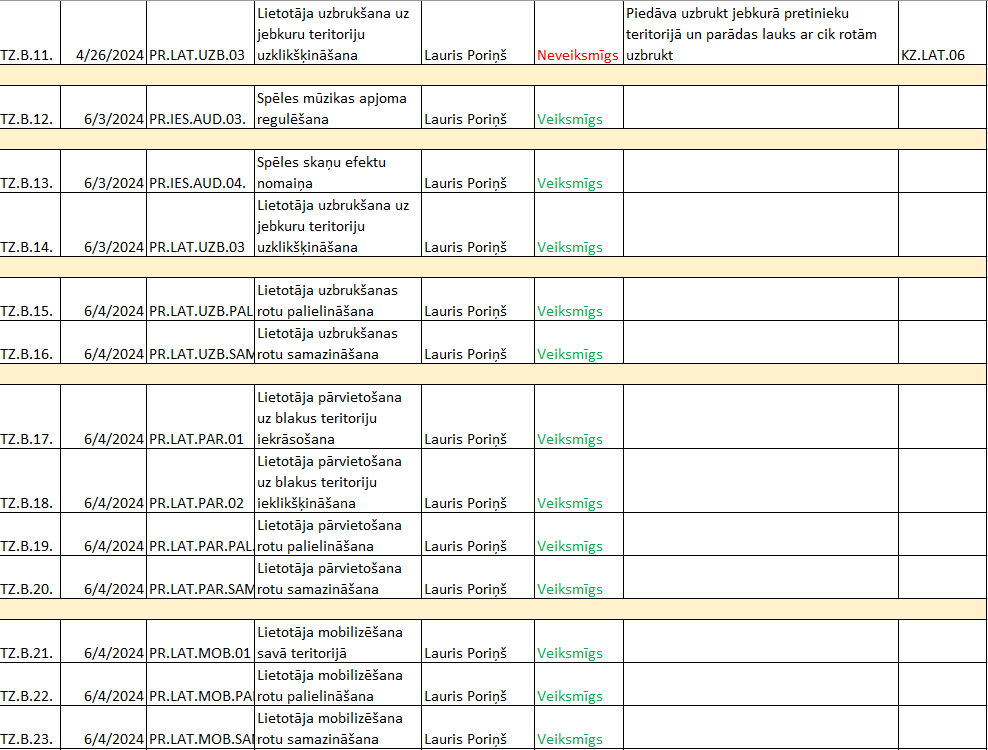 Lietotāja uzbrukšana uz Piedāva uzbrukt jebkurā pretinieku
jebkuru teritoriju teritorijā un parādas lauks ar cik rotām
TZ.B.11. 4/26/2024 PR.LAT.UZB.03 uzklikšķināšana Lauris Poriņš Neveiksmīgs uzbrukt KZ.LAT.06
Spēles mūzikas apjoma
TZ.B.12. 6/3/2024 PR.IES.AUD.03. regulēšana Lauris Poriņš Veiksmīgs
Spēles skaņu efektu
TZ.B.13. 6/3/2024 PR.IES.AUD.04. nomaiņa Lauris Poriņš Veiksmīgs
Lietotāja uzbrukšana uz
jebkuru teritoriju
TZ.B.14. 6/3/2024 PR.LAT.UZB.03 uzklikšķināšana Lauris Poriņš Veiksmīgs
Lietotāja uzbrukšanas
TZ.B.15. 6/4/2024 PR.LAT.UZB.PAL rotu palielināšana Lauris Poriņš Veiksmīgs
Lietotāja uzbrukšanas
TZ.B.16. 6/4/2024 PR.LAT.UZB.SAM rotu samazināšana Lauris Poriņš Veiksmīgs
Lietotāja pārvietošana
uz blakus teritoriju
TZ.B.17. 6/4/2024 PR.LAT.PAR.01 iekrāsošana Lauris Poriņš Veiksmīgs
Lietotāja pārvietošana
uz blakus teritoriju
TZ.B.18. 6/4/2024 PR.LAT.PAR.02 ieklikšķināšana Lauris Poriņš Veiksmīgs
Lietotāja pārvietošana
TZ.B.19. 6/4/2024 PR.LAT.PAR.PAL. rotu palielināšana Lauris Poriņš Veiksmīgs
Lietotāja pārvietošana
TZ.B.20. 6/4/2024 PR.LAT.PAR.SAM rotu samazināšana Lauris Poriņš Veiksmīgs
Lietotāja mobilizēšana
TZ.B.21. 6/4/2024 PR.LAT.MOB.01 savā teritorijā Lauris Poriņš Veiksmīgs
Lietotāja mobilizēšana
TZ.B.22. 6/4/2024 PR.LAT.MOB.PA rotu palielināšana Lauris Poriņš Veiksmīgs
Lietotāja mobilizēšana
TZ.B.23. 6/4/2024 PR.LAT.MOB.SA rotu samazināšana Lauris Poriņš Veiksmīgs